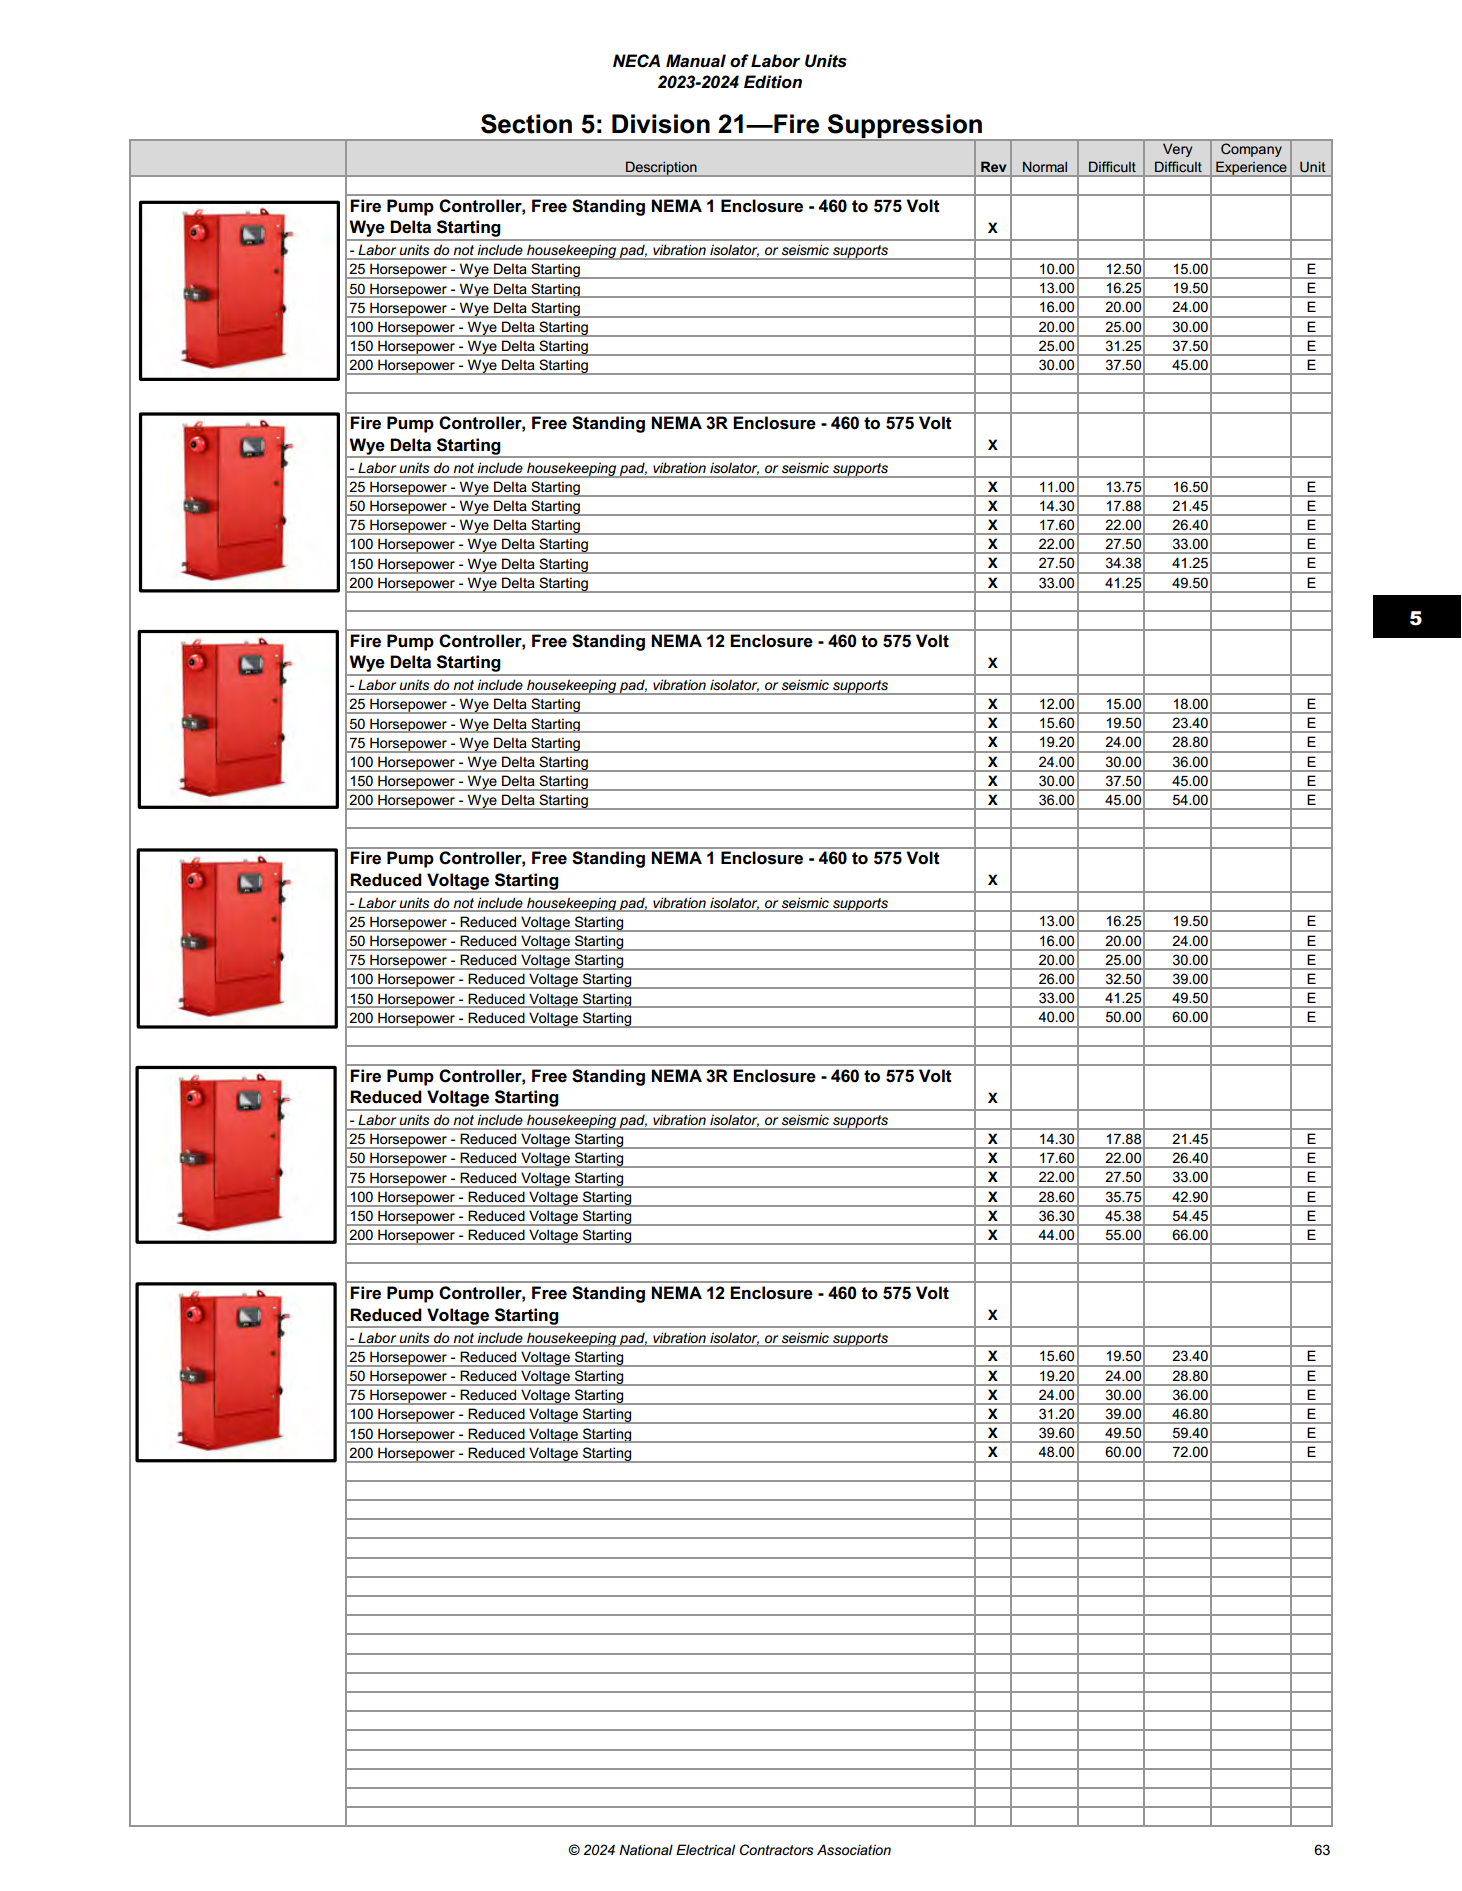 NECA Manual of Labor Units
2023-2024 Edition
Section 5: Division 21—Fire Suppression
Description Rev Normal Difficult Very Difficult Company Experience Unit
Fire Pump Controller, Free Standing NEMA 1 Enclosure - 460 to 575 Volt
Wye Delta Starting X
- Labor units do not include housekeeping pad, vibration isolator, or seismic supports
25 Horsepower - Wye Delta Starting 10.00 12.50 15.00 E
50 Horsepower - Wye Delta Starting 13.00 16.25 19.50 E
75 Horsepower - Wye Delta Starting 16.00 20.00 24.00 E
100 Horsepower - Wye Delta Starting 20.00 25.00 30.00 E
150 Horsepower - Wye Delta Starting 25.00 31.25 37.50 E
200 Horsepower - Wye Delta Starting 30.00 37.50 45.00 E
Fire Pump Controller, Free Standing NEMA 3R Enclosure - 460 to 575 Volt
Wye Delta Starting X
- Labor units do not include housekeeping pad, vibration isolator, or seismic supports
25 Horsepower - Wye Delta Starting X 11.00 13.75 16.50 E
50 Horsepower - Wye Delta Starting X 14.30 17.88 21.45 E
75 Horsepower - Wye Delta Starting X 17.60 22.00 26.40 E
100 Horsepower - Wye Delta Starting X 22.00 27.50 33.00 E
150 Horsepower - Wye Delta Starting X 27.50 34.38 41.25 E
200 Horsepower - Wye Delta Starting X 33.00 41.25 49.50 E
5
Fire Pump Controller, Free Standing NEMA 12 Enclosure - 460 to 575 Volt
Wye Delta Starting X
- Labor units do not include housekeeping pad, vibration isolator, or seismic supports
25 Horsepower - Wye Delta Starting X 12.00 15.00 18.00 E
50 Horsepower - Wye Delta Starting X 15.60 19.50 23.40 E
75 Horsepower - Wye Delta Starting X 19.20 24.00 28.80 E
100 Horsepower - Wye Delta Starting X 24.00 30.00 36.00 E
150 Horsepower - Wye Delta Starting X 30.00 37.50 45.00 E
200 Horsepower - Wye Delta Starting X 36.00 45.00 54.00 E
Fire Pump Controller, Free Standing NEMA 1 Enclosure - 460 to 575 Volt
Reduced Voltage Starting X
- Labor units do not include housekeeping pad, vibration isolator, or seismic supports
25 Horsepower - Reduced Voltage Starting 13.00 16.25 19.50 E
50 Horsepower - Reduced Voltage Starting 16.00 20.00 24.00 E
75 Horsepower - Reduced Voltage Starting 20.00 25.00 30.00 E
100 Horsepower - Reduced Voltage Starting 26.00 32.50 39.00 E
150 Horsepower - Reduced Voltage Starting 33.00 41.25 49.50 E
200 Horsepower - Reduced Voltage Starting 40.00 50.00 60.00 E
Fire Pump Controller, Free Standing NEMA 3R Enclosure - 460 to 575 Volt
Reduced Voltage Starting X
- Labor units do not include housekeeping pad, vibration isolator, or seismic supports
25 Horsepower - Reduced Voltage Starting X 14.30 17.88 21.45 E
50 Horsepower - Reduced Voltage Starting X 17.60 22.00 26.40 E
75 Horsepower - Reduced Voltage Starting X 22.00 27.50 33.00 E
100 Horsepower - Reduced Voltage Starting X 28.60 35.75 42.90 E
150 Horsepower - Reduced Voltage Starting X 36.30 45.38 54.45 E
200 Horsepower - Reduced Voltage Starting X 44.00 55.00 66.00 E
Fire Pump Controller, Free Standing NEMA 12 Enclosure - 460 to 575 Volt
Reduced Voltage Starting X
- Labor units do not include housekeeping pad, vibration isolator, or seismic supports
25 Horsepower - Reduced Voltage Starting X 15.60 19.50 23.40 E
50 Horsepower - Reduced Voltage Starting X 19.20 24.00 28.80 E
75 Horsepower - Reduced Voltage Starting X 24.00 30.00 36.00 E
100 Horsepower - Reduced Voltage Starting X 31.20 39.00 46.80 E
150 Horsepower - Reduced Voltage Starting X 39.60 49.50 59.40 E
200 Horsepower - Reduced Voltage Starting X 48.00 60.00 72.00 E
© 2024 National Electrical Contractors Association 63